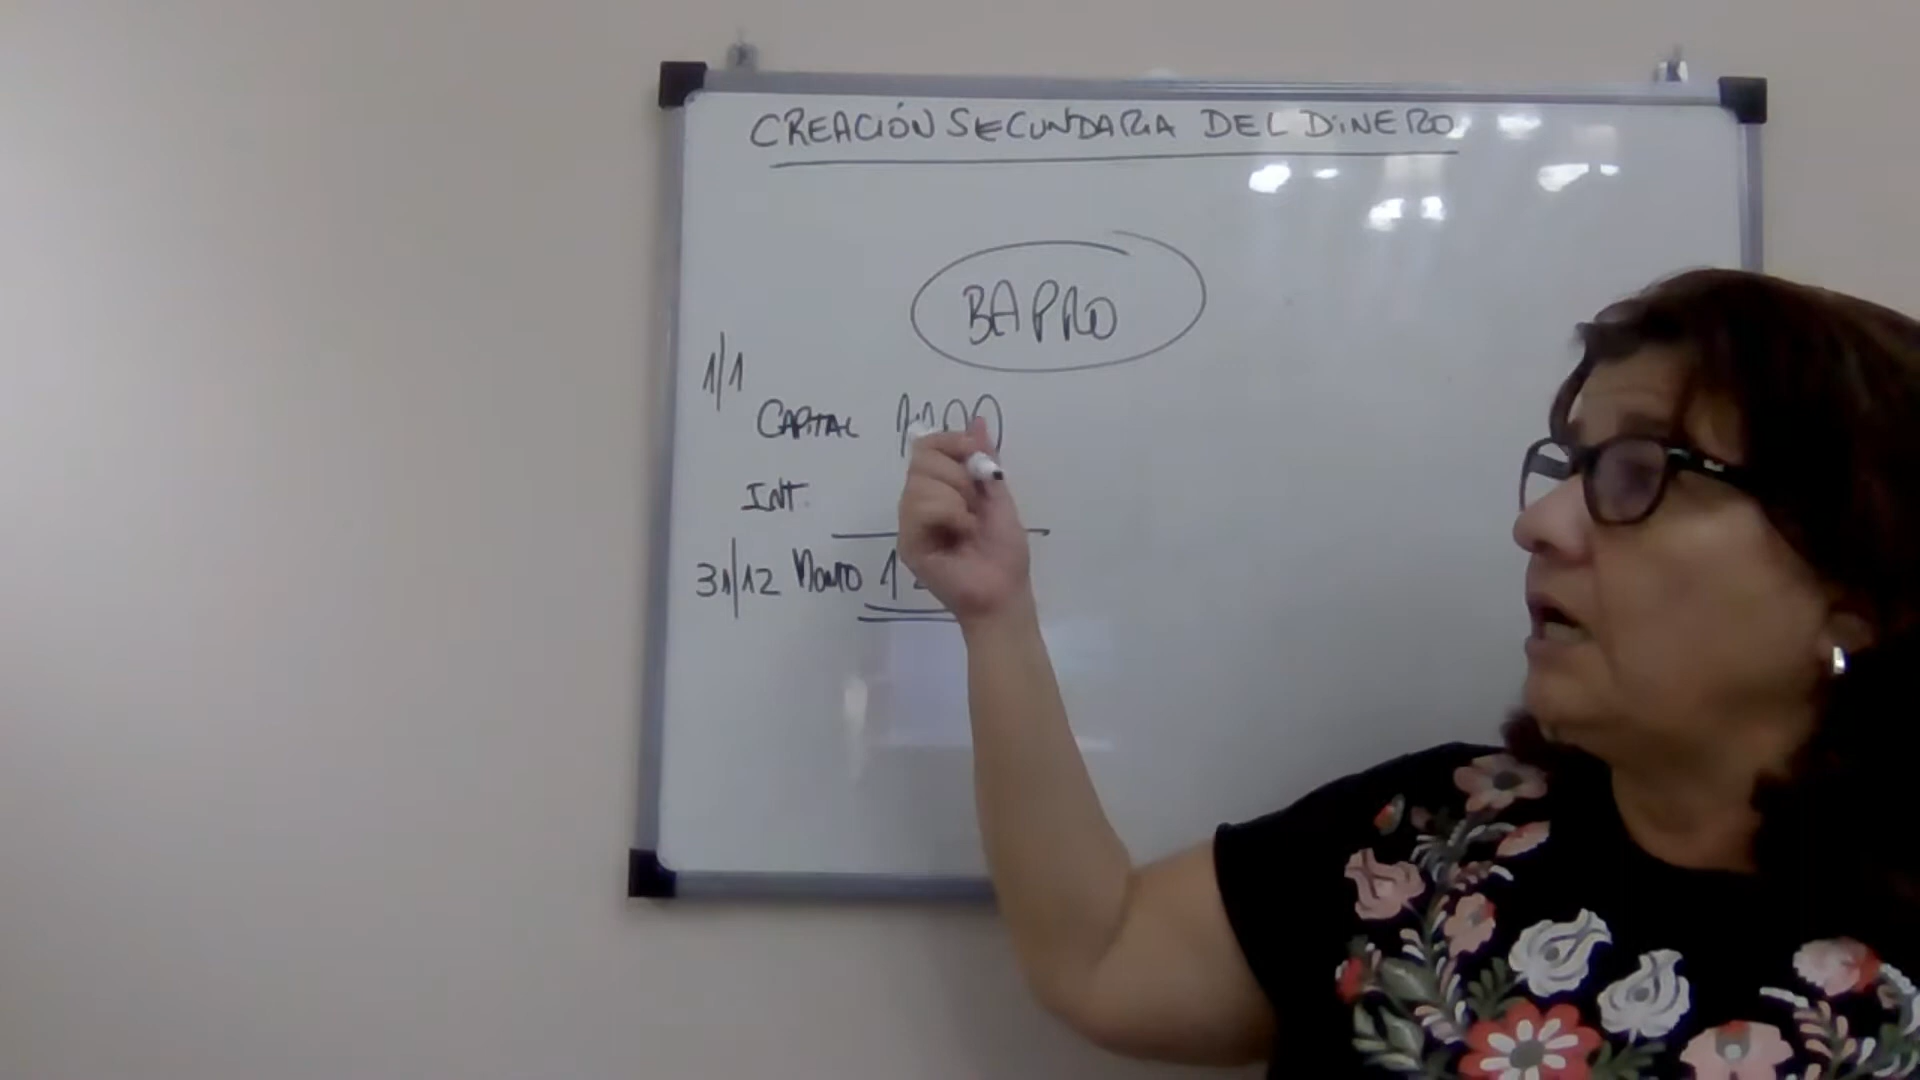 CREACIÓN SECUNDARIA DEL DINERO
BAPRO
1/1
CAPITAL
INT.
31/12 MONTO